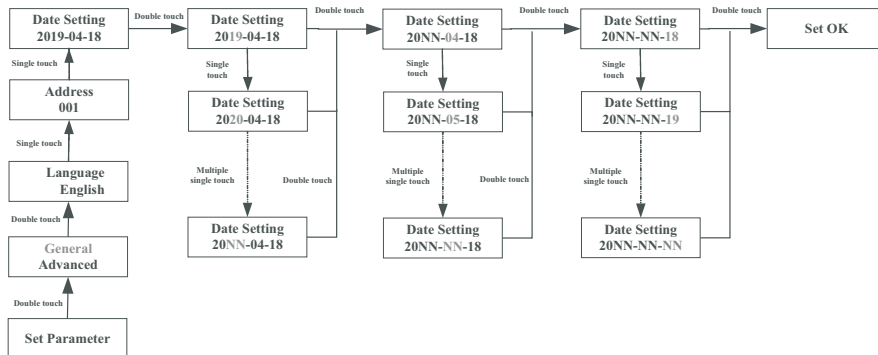 Date Setting
2019-04-18
Double touch
Date Setting
2019-04-18
Double touch
Date Setting
20NN-04-18
Double touch
Date Setting
20NN-NN-18
Double touch
Set OK
Single touch
Single
touch
Single
touch
Single
touch
Address
001
Date Setting
2020-04-18
Date Setting
20NN-05-18
Date Setting
20NN-NN-19
Single touch
Language
English
Multiple
single touch
Double touch
Multiple
single touch
Double touch
Multiple
single touch
Double touch
General
Advanced
Date Setting
20NN-04-18
Date Setting
20NN-NN-18
Date Setting
20NN-NN-NN
Double touch
Set Parameter